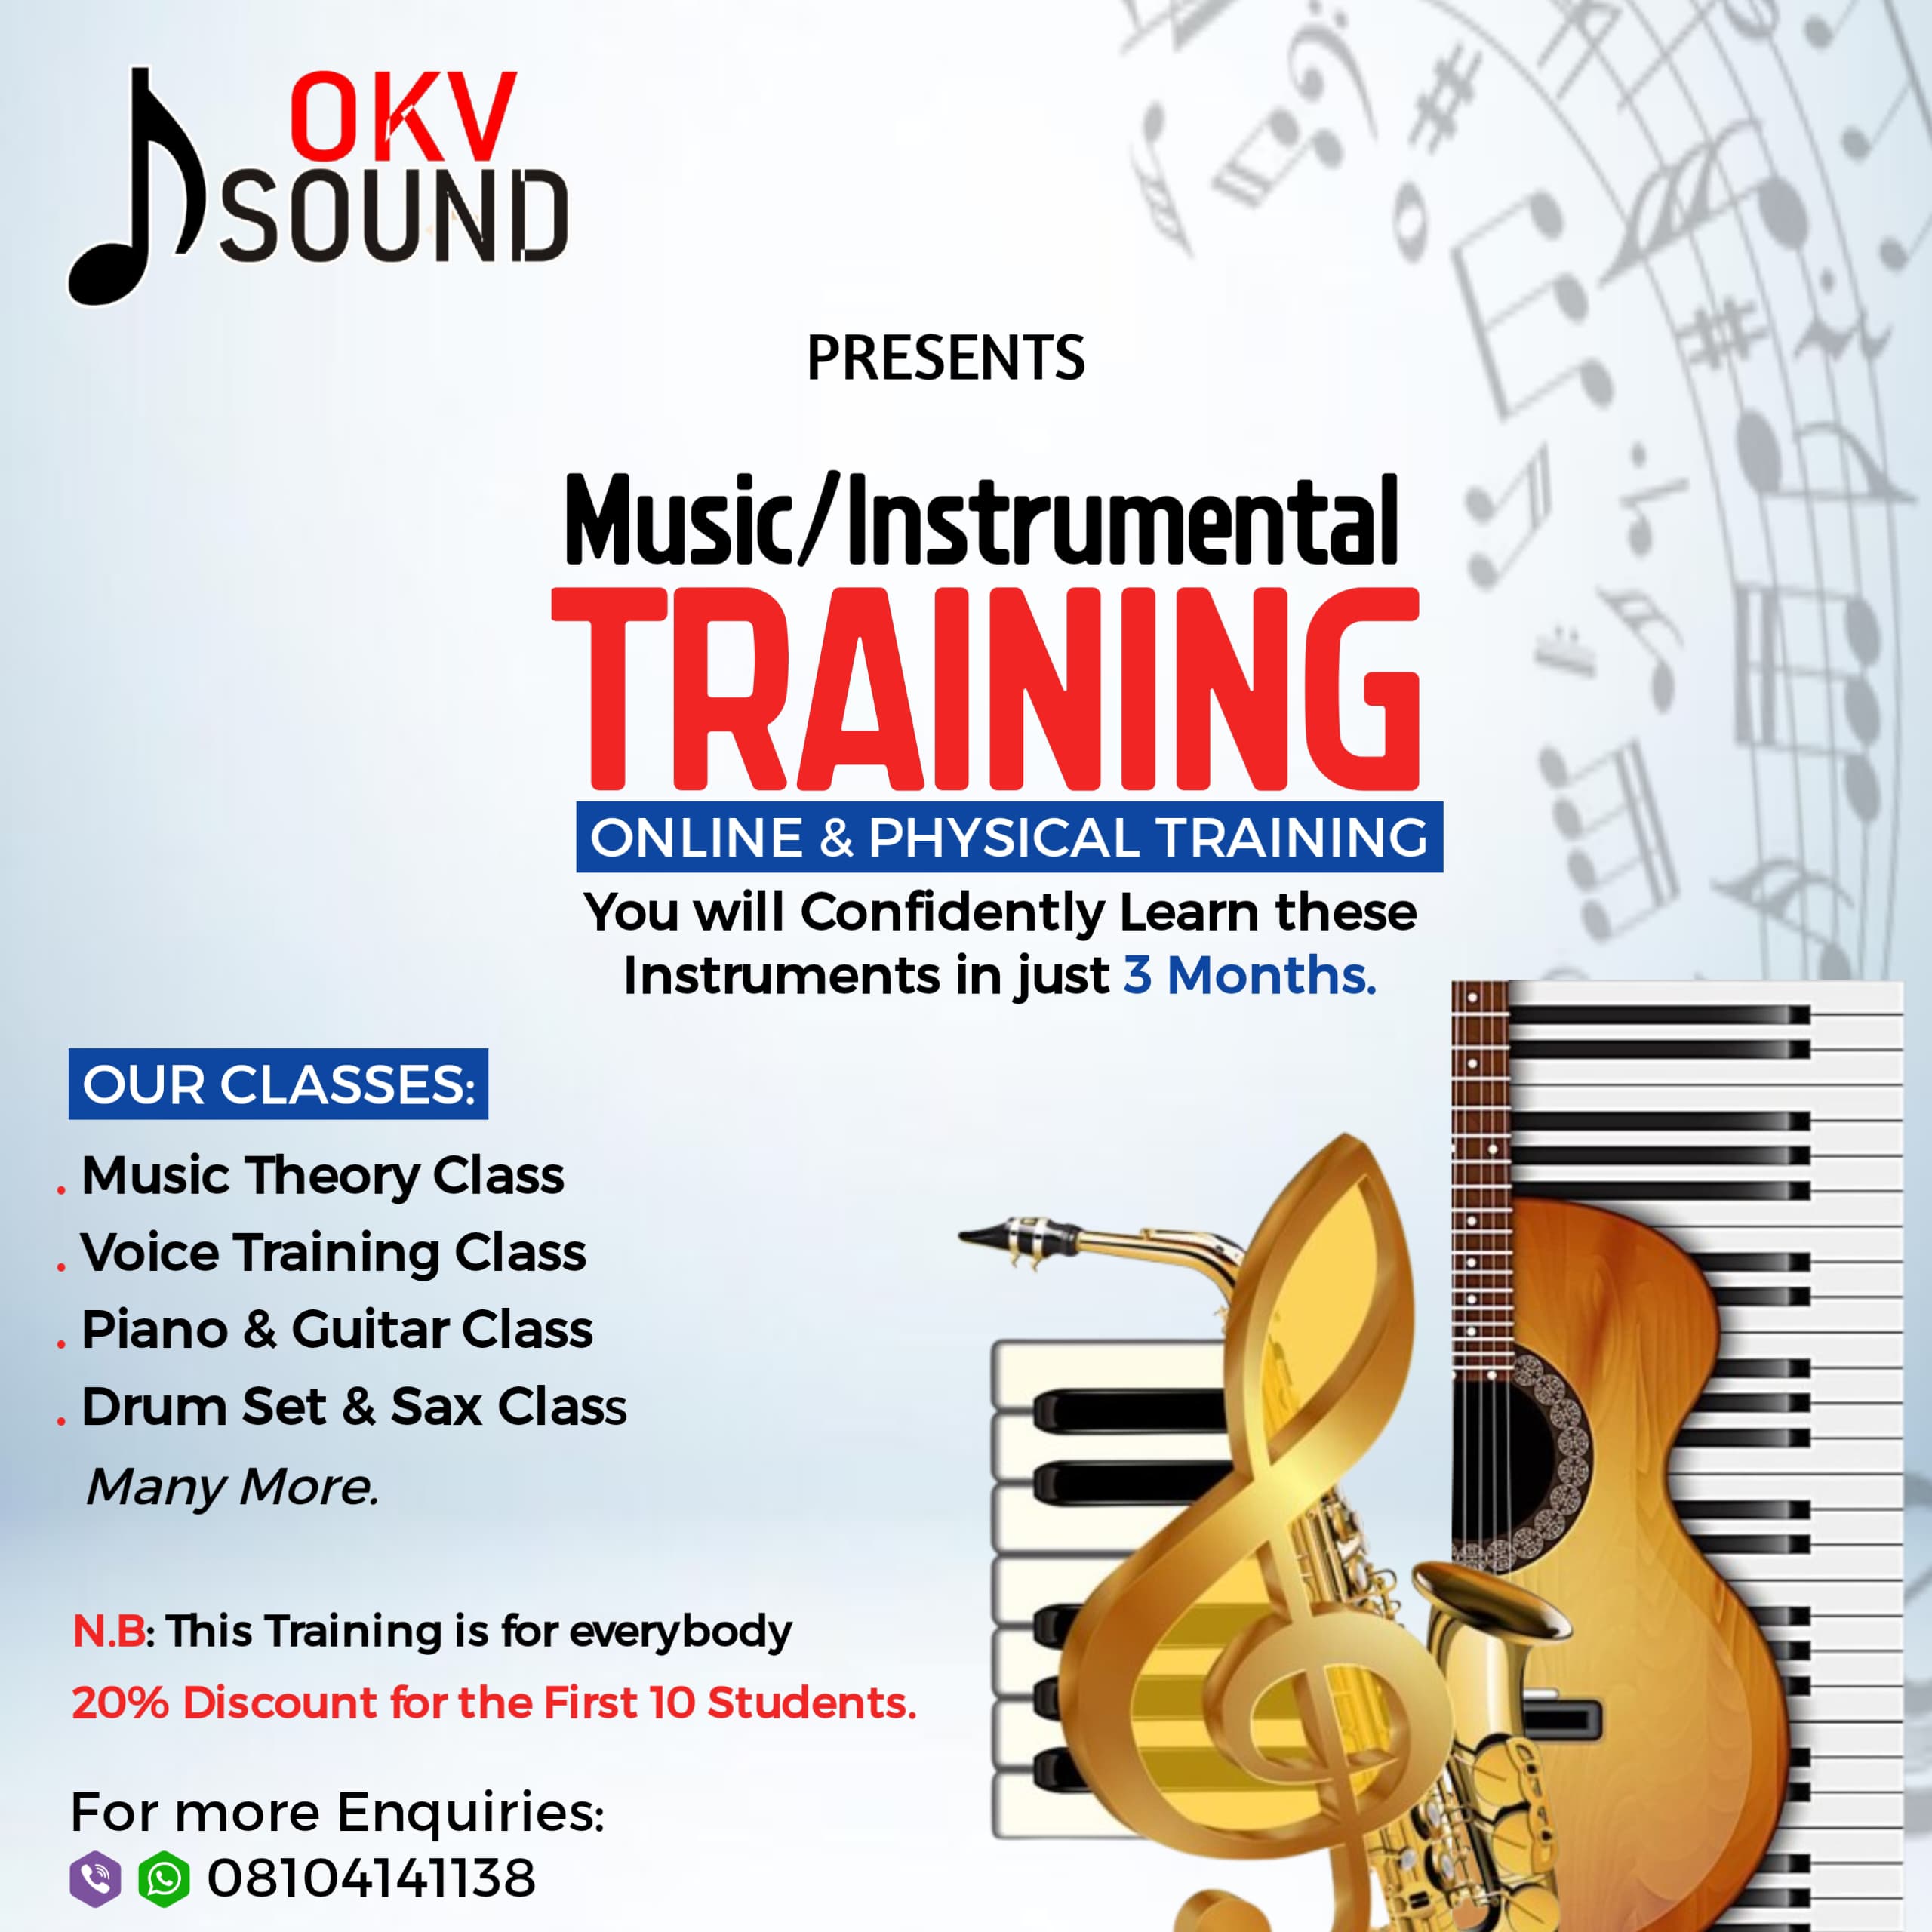 OKV
SOUND
PRESENTS
Music/Instrumental
TRAINING
ONLINE & PHYSICAL TRAINING
You will Confidently Learn these
Instruments in just 3 Months.
OUR CLASSES:
. Music Theory Class
. Voice Training Class
. Piano & Guitar Class
. Drum Set & Sax Class
Many More.
N.B: This Training is for everybody
20% Discount for the First 10 Students.
For more Enquiries:
08104141138